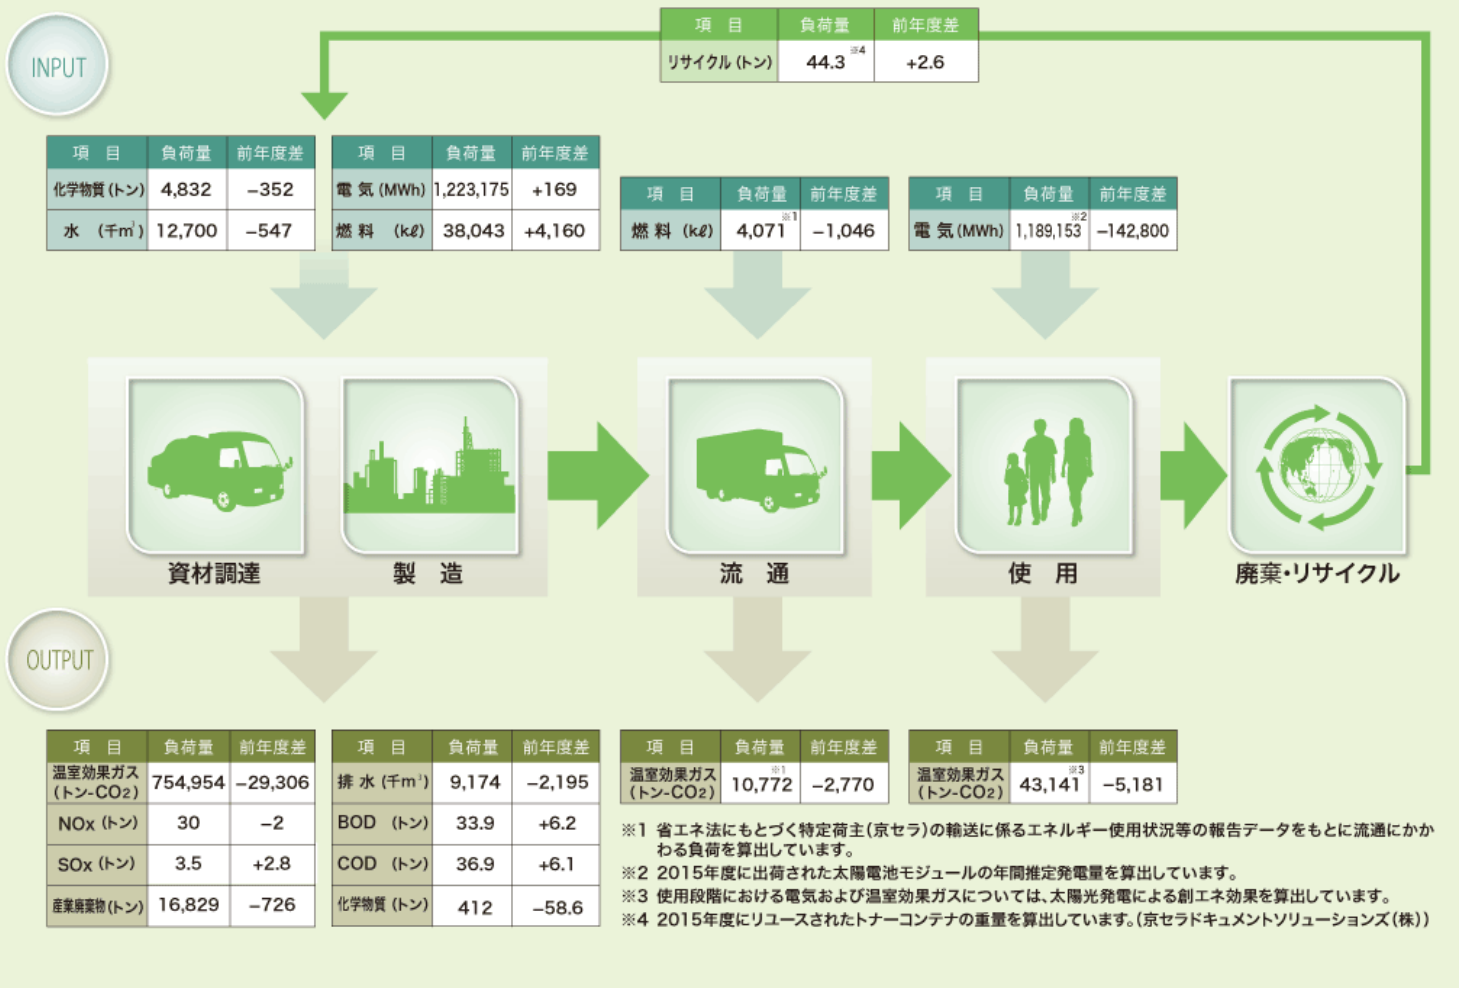 INPUT
項 目 負荷量 前年度差
リサイクル(トン) 44.3 ※4 +2.6
項 目 負荷量 前年度差
化学物質(トン) 4,832 −352
水 (千m³) 12,700 −547
項 目 負荷量 前年度差
電 気(MWh) 1,223,175 +169
燃 料 (kℓ) 38,043 +4,160
項 目 負荷量 前年度差
燃 料 (kℓ) 4,071 ※1 −1,046
項 目 負荷量 前年度差
電 気(MWh) 1,189,153 ※2 −142,800
資材調達
製 造
流 通
使 用
廃棄・リサイクル
OUTPUT
項 目 負荷量 前年度差
温室効果ガス
(トン-CO₂) 754,954 −29,306
NOx(トン) 30 −2
SOx(トン) 3.5 +2.8
産業廃棄物(トン) 16,829 −726
項 目 負荷量 前年度差
排 水(千m³) 9,174 −2,195
BOD (トン) 33.9 +6.2
COD (トン) 36.9 +6.1
化学物質(トン) 412 −58.6
項 目 負荷量 前年度差
温室効果ガス
(トン-CO₂) 10,772 ※1 −2,770
項 目 負荷量 前年度差
温室効果ガス
(トン-CO₂) 43,141 ※3 −5,181
※1 省エネ法にもとづく特定荷主(京セラ)の輸送に係るエネルギー使用状況等の報告データをもとに流通にかか
わる負荷を算出しています。
※2 2015年度に出荷された太陽電池モジュールの年間推定発電量を算出しています。
※3 使用段階における電気および温室効果ガスについては、太陽光発電による創エネ効果を算出しています。
※4 2015年度にリユースされたトナーコンテナの重量を算出しています。(京セラドキュメントソリューションズ(株))